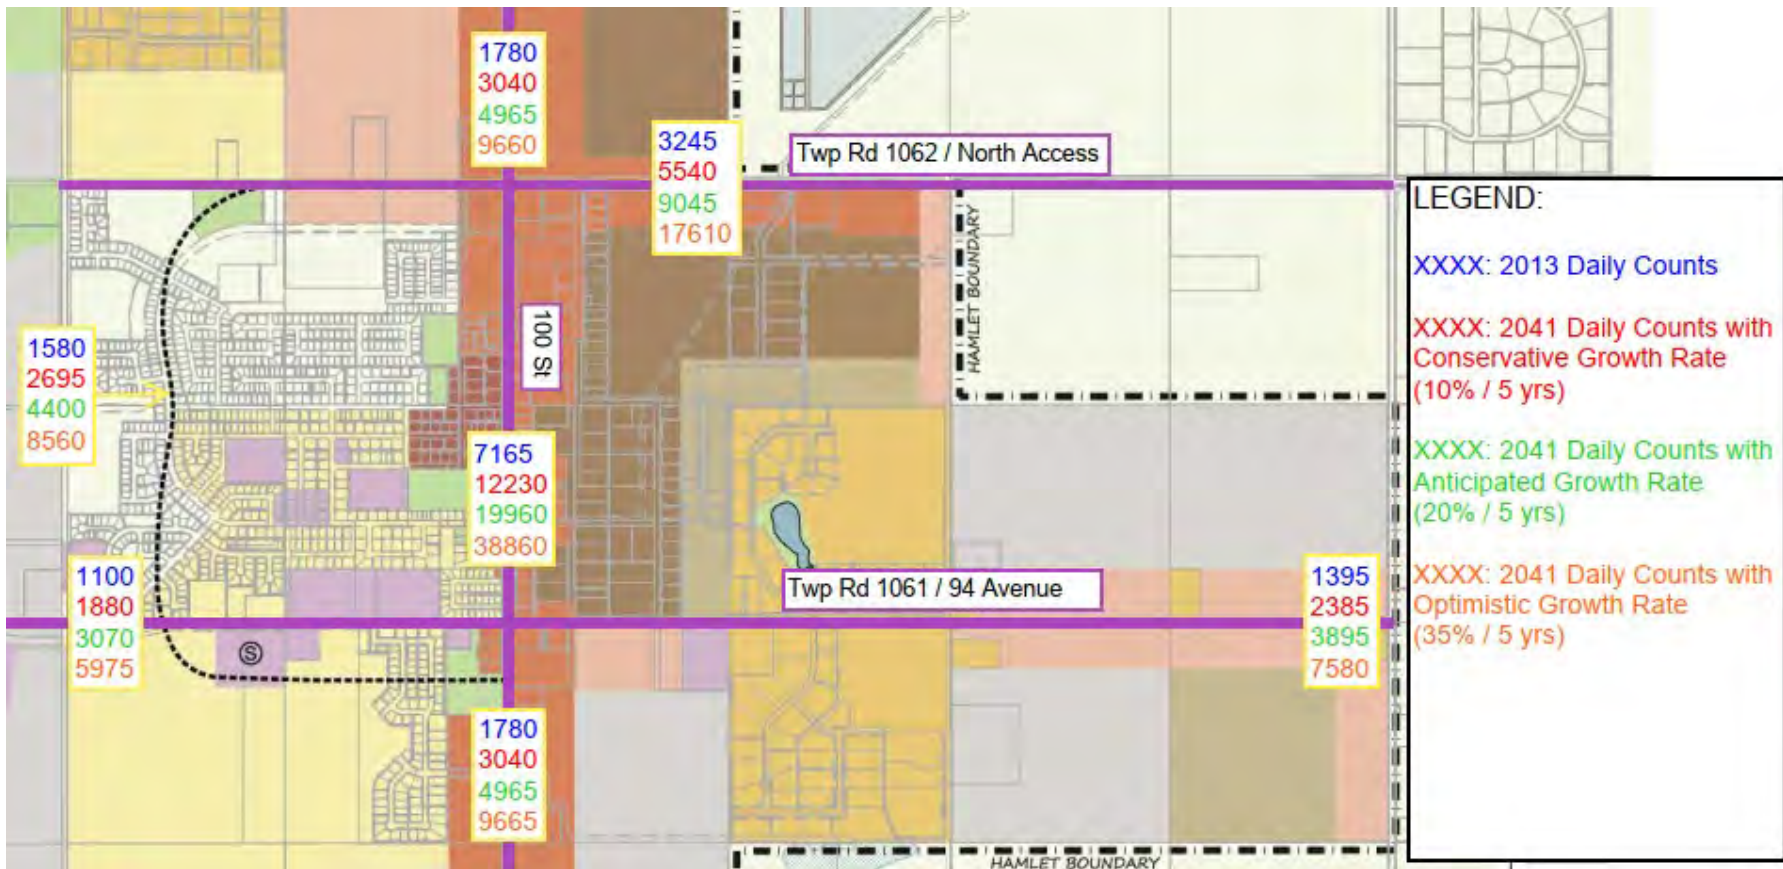 1780
3040
4965
9660
3245
5540
9045
17610
Twp Rd 1062 / North Access
HAMLET BOUNDARY
100 St
1580
2695
4400
8560
7165
12230
19960
38860
1100
1880
3070
5975
S
Twp Rd 1061 / 94 Avenue
1395
2385
3895
7580
1780
3040
4965
9665
HAMLET BOUNDARY
LEGEND:
XXXX: 2013 Daily Counts
XXXX: 2041 Daily Counts with
Conservative Growth Rate
(10% / 5 yrs)
XXXX: 2041 Daily Counts with
Anticipated Growth Rate
(20% / 5 yrs)
XXXX: 2041 Daily Counts with
Optimistic Growth Rate
(35% / 5 yrs)